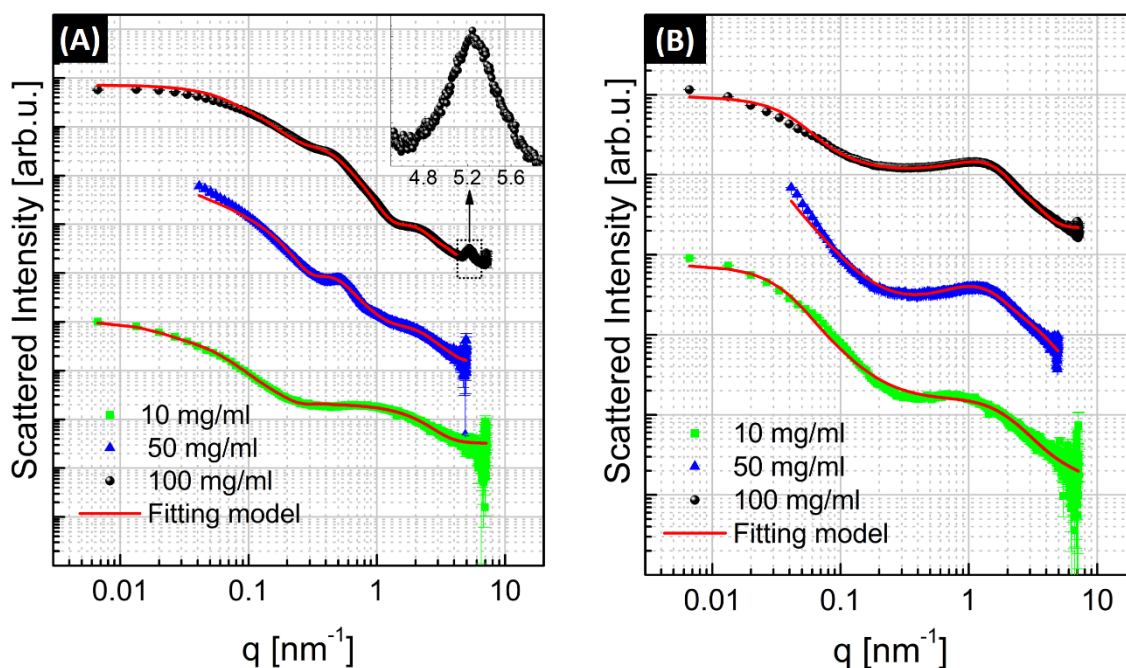 (A)
Scattered Intensity [arb.u.]
4.8 5.2 5.6
10 mg/ml
50 mg/ml
100 mg/ml
Fitting model
0.01 0.1 1 10
q [nm⁻¹]
(B)
Scattered Intensity [arb.u.]
10 mg/ml
50 mg/ml
100 mg/ml
Fitting model
0.01 0.1 1 10
q [nm⁻¹]